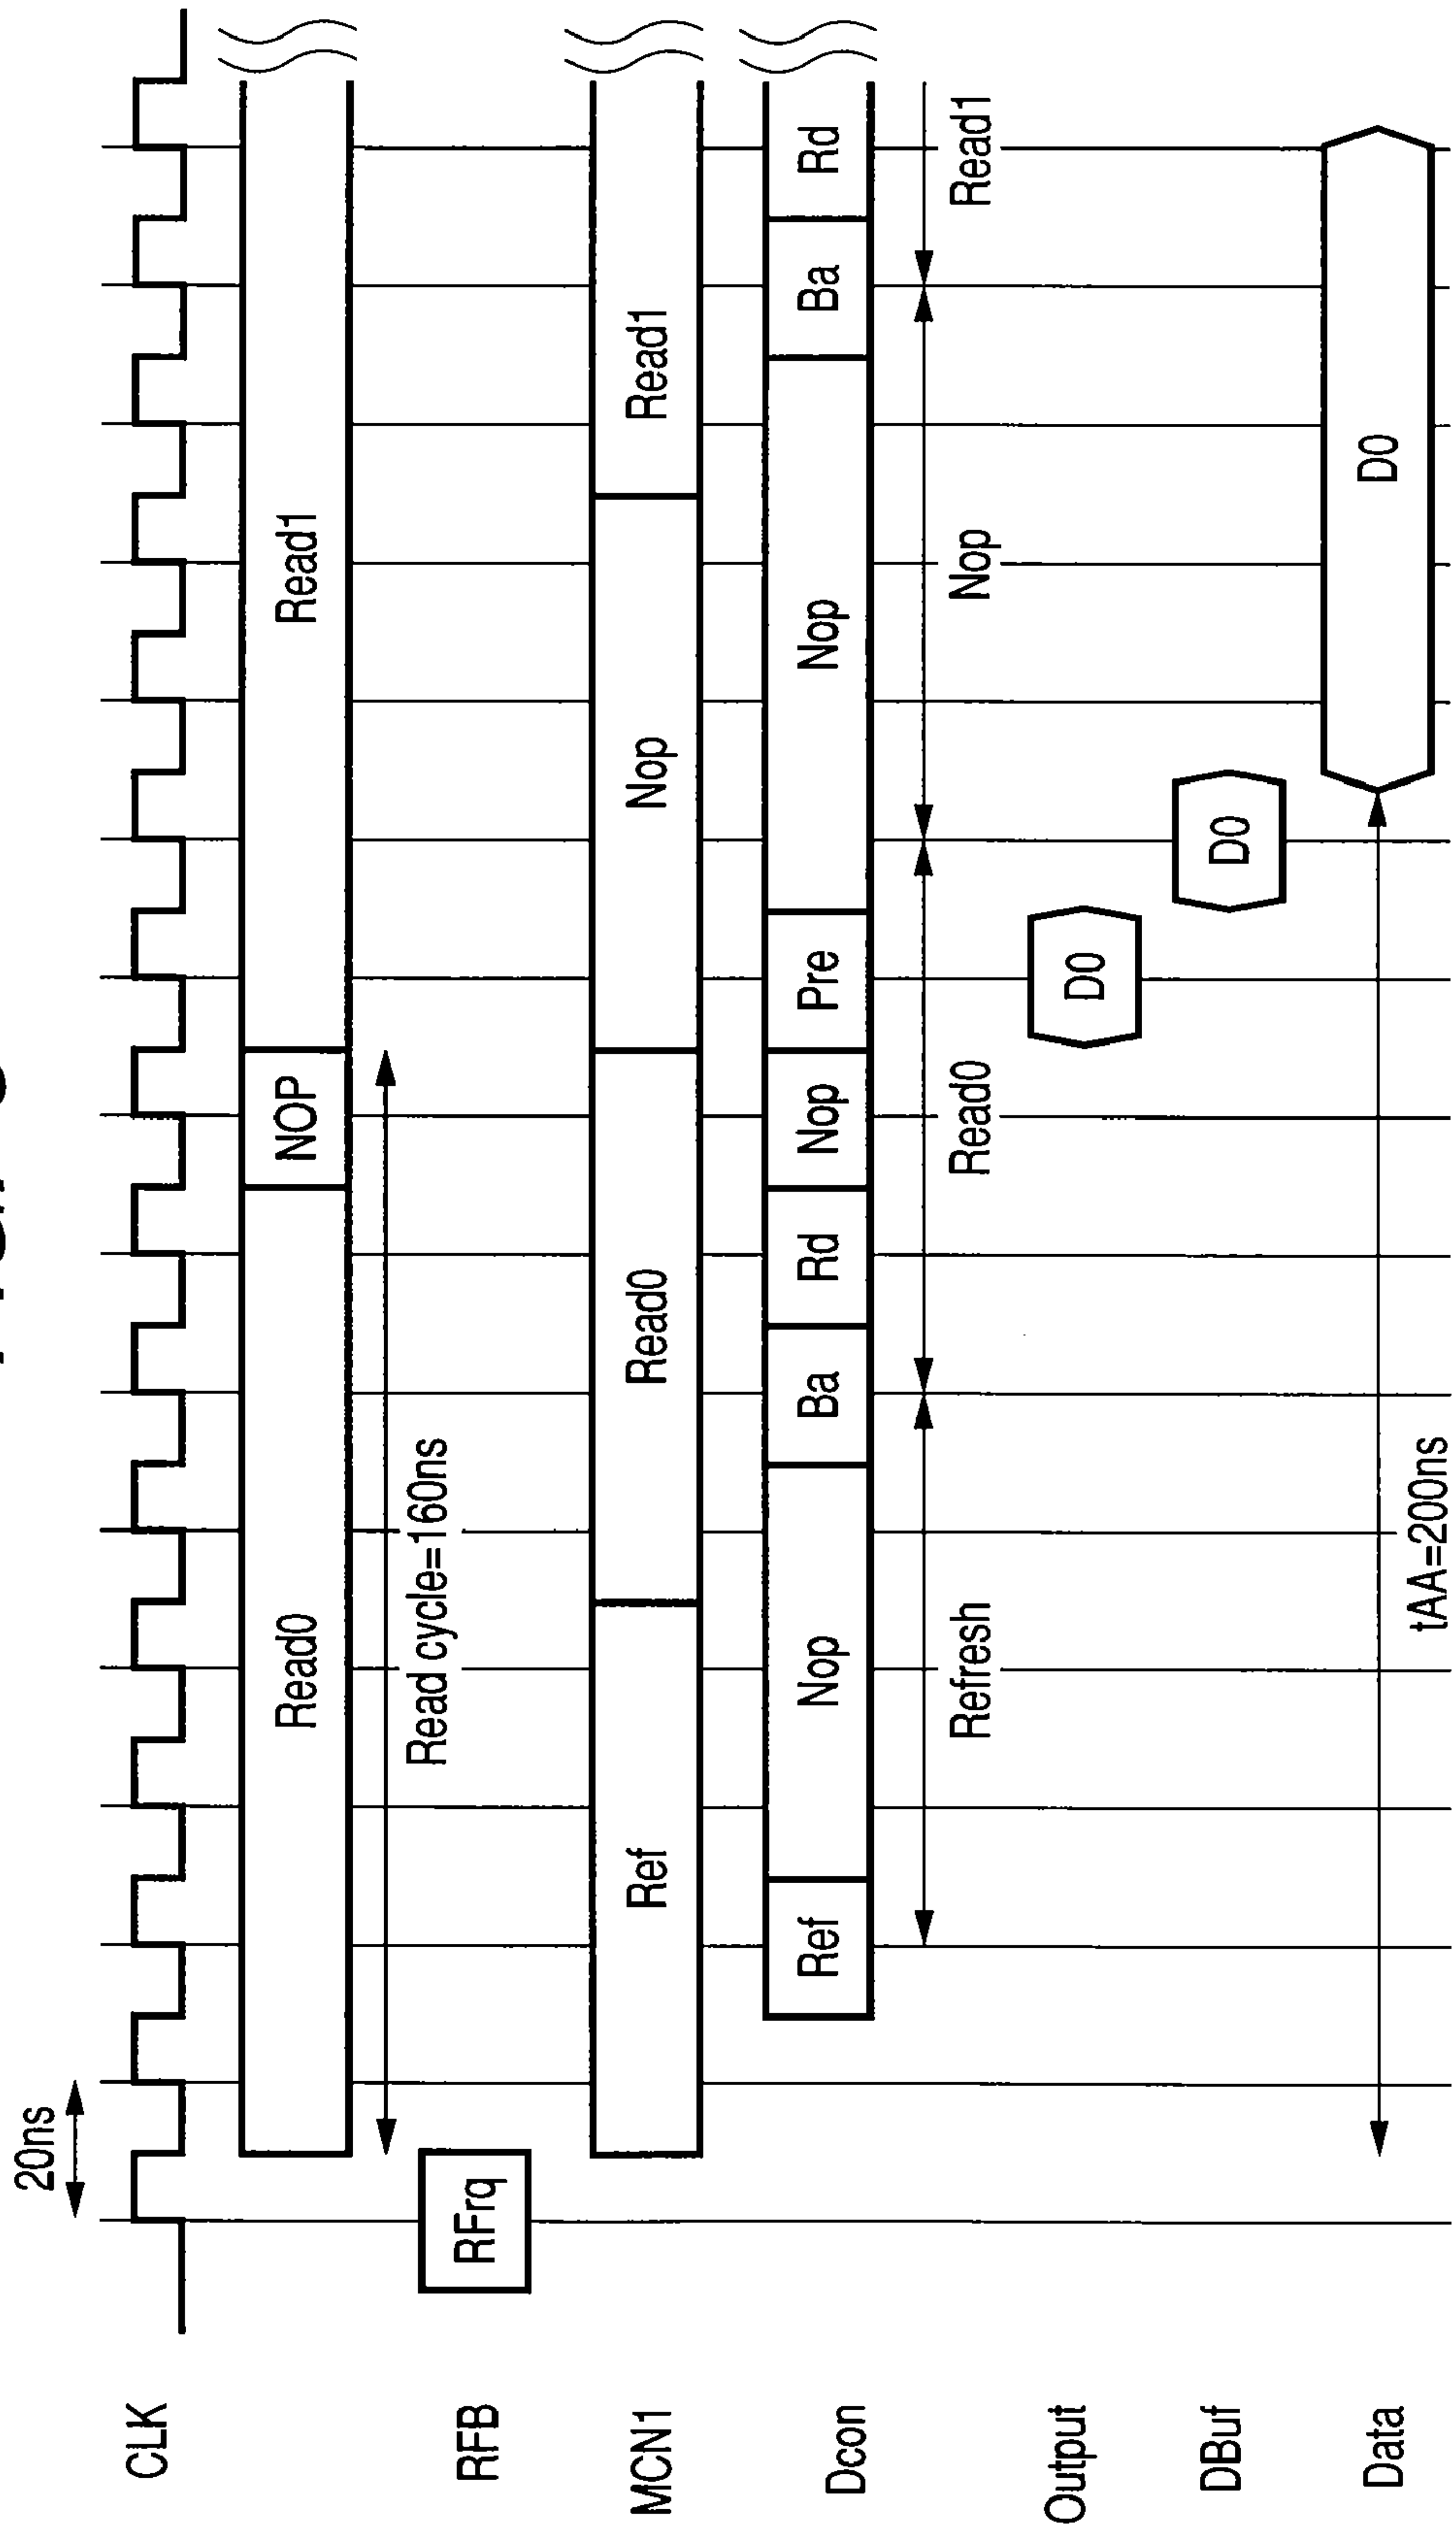 20ns
CLK
Read0 NOP Read1
Read cycle=160ns
RFB RFrq
MCN1 Ref Read0 Nop Read1
Dcon Ref Nop Ba Rd Nop Pre Nop Ba Rd
Refresh Read0 Nop Read1
Output D0
DBuf D0
Data D0
tAA=200ns